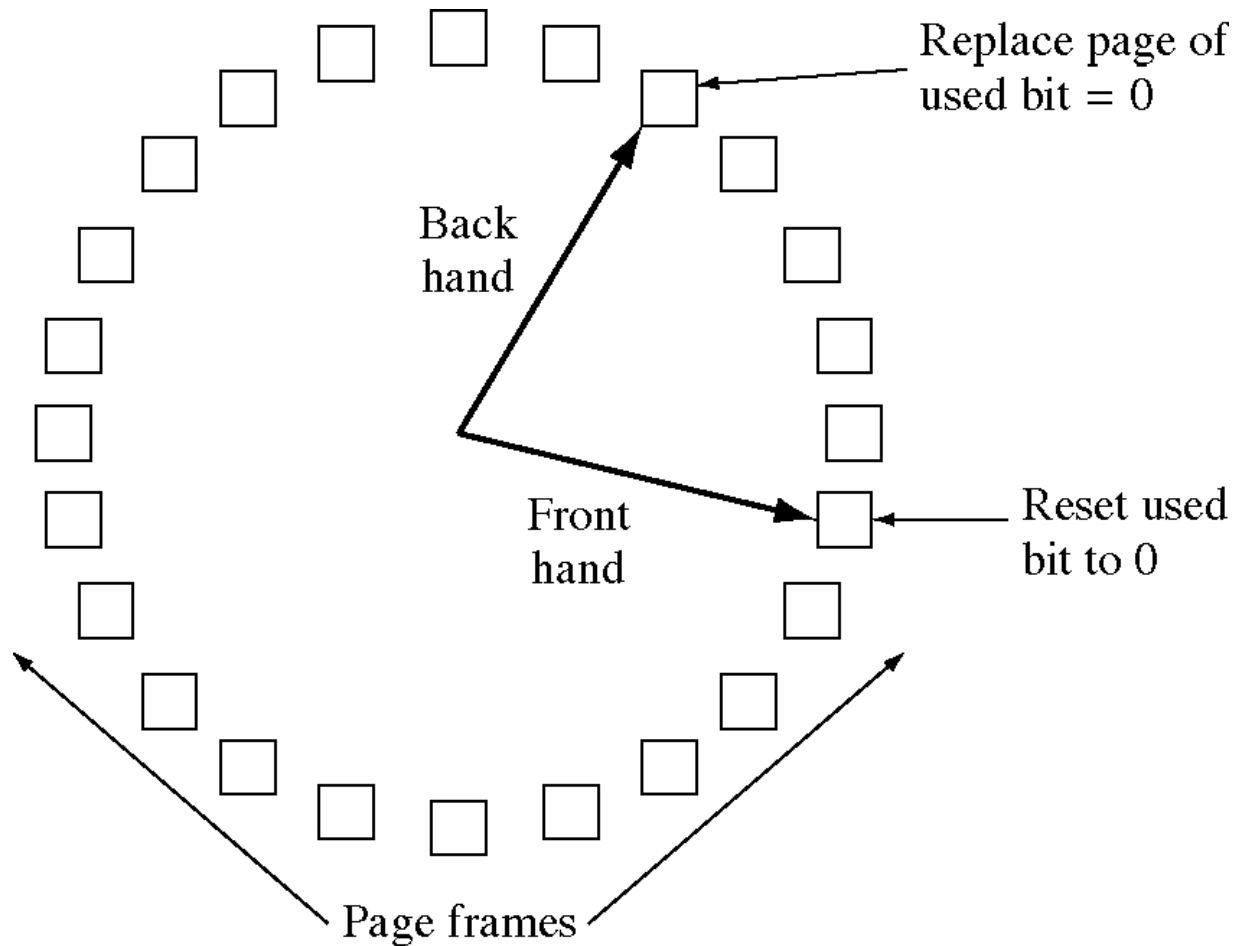 Replace page of
used bit = 0
Back
hand
Front
hand
Reset used
bit to 0
Page frames